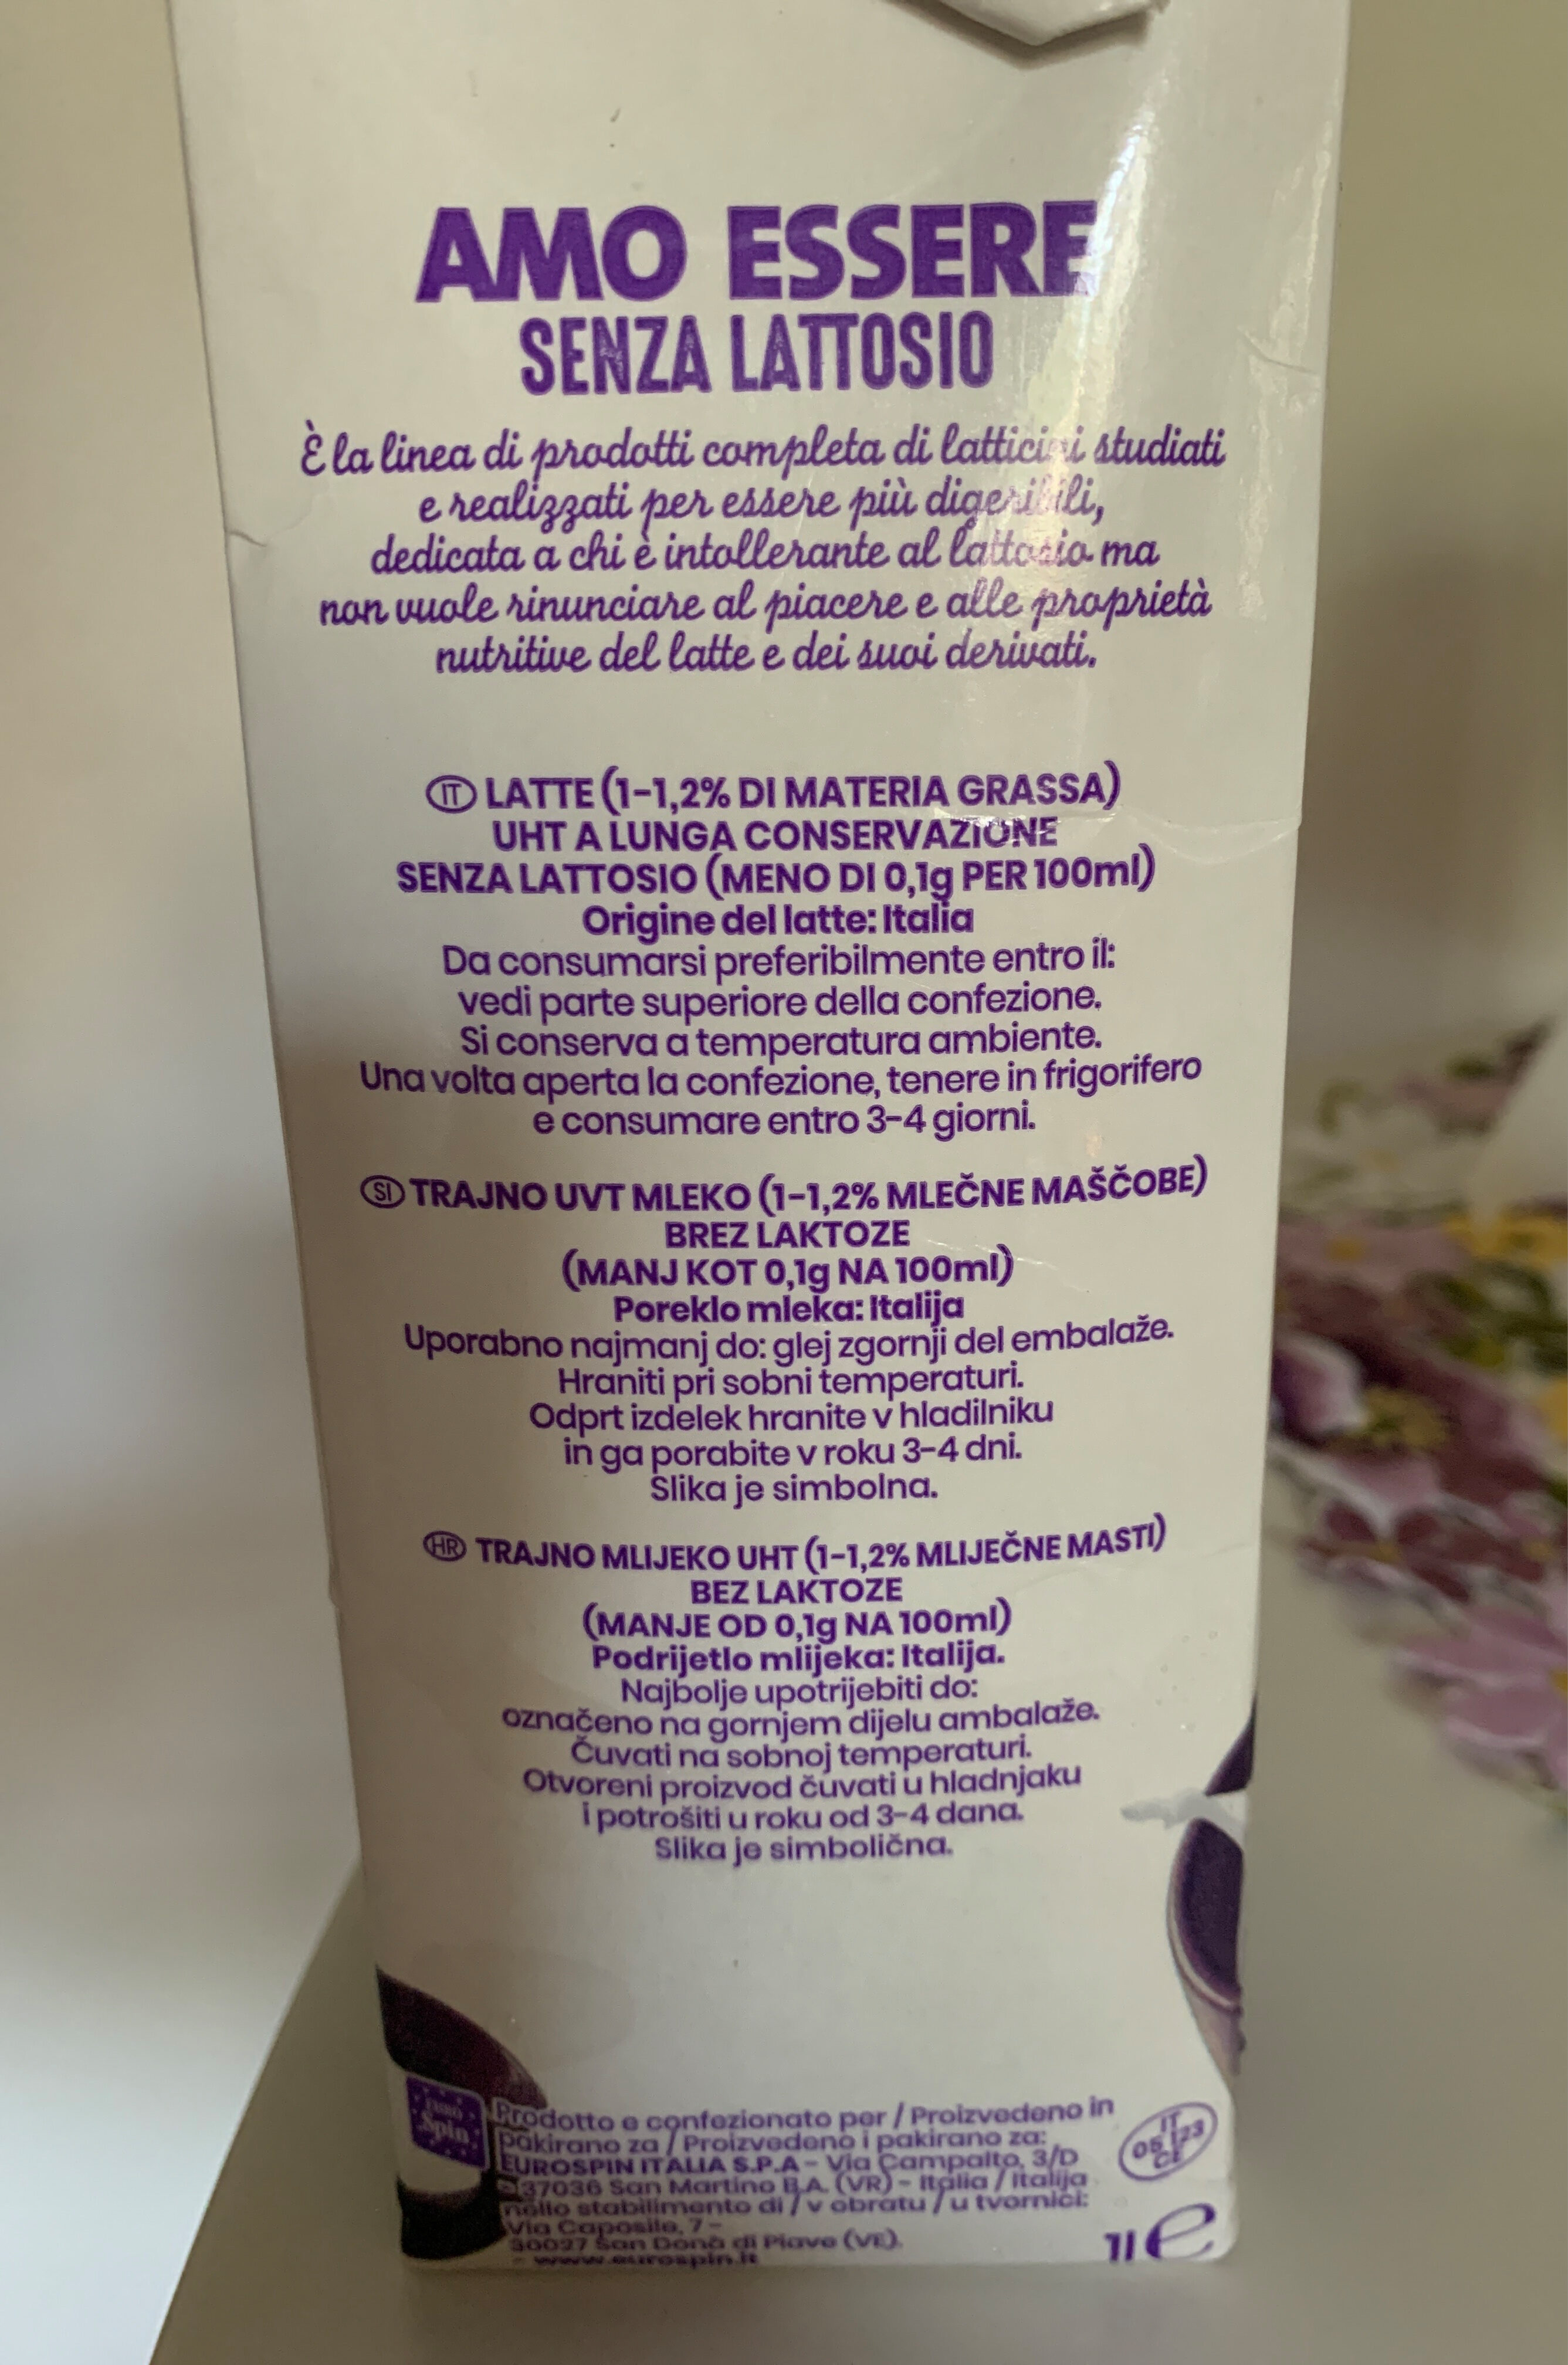 AMO ESSERE
SENZA LATTOSIO
È la linea di prodotti completa di latticini studiati
e realizzati per essere più digeribili,
dedicata a chi è intollerante al lattosio ma
non vuole rinunciare al piacere e alle proprietà
nutritive del latte e dei suoi derivati.
IT LATTE (1-1,2% DI MATERIA GRASSA)
UHT A LUNGA CONSERVAZIONE
SENZA LATTOSIO (MENO DI 0,1g PER 100ml)
Origine del latte: Italia
Da consumarsi preferibilmente entro il:
vedi parte superiore della confezione.
Si conserva a temperatura ambiente.
Una volta aperta la confezione, tenere in frigorifero
e consumare entro 3-4 giorni.
SI TRAJNO UVT MLEKO (1-1,2% MLEČNE MAŠČOBE)
BREZ LAKTOZE
(MANJ KOT 0,1g NA 100ml)
Poreklo mleka: Italija
Uporabno najmanj do: glej zgornji del embalaže.
Hraniti pri sobni temperaturi.
Odprt izdelek hranite v hladilniku
in ga porabite v roku 3-4 dni.
Slika je simbolna.
HR TRAJNO MLIJEKO UHT (1-1,2% MLIJEČNE MASTI)
BEZ LAKTOZE
(MANJE OD 0,1g NA 100ml)
Podrijetlo mlijeka: Italija.
Najbolje upotrijebiti do:
označeno na gornjem dijelu ambalaže.
Čuvati na sobnoj temperaturi.
Otvoreni proizvod čuvati u hladnjaku
i potrošiti u roku od 3-4 dana.
Slika je simbolična.
EURO
Spin
Prodotto e confezionato per / Proizvedeno in
pakirano za / Proizvedeno i pakirano za:
EUROSPIN ITALIA S.P.A - Via Campalto, 3/D
37036 San Martino B.A. (VR) - Italia / Italija
nello stabilimento di / v obratu / u tvornici:
Via Caposile, 7 -
30027 San Donà di Piave (VE).
- www.eurospin.it
IT
05 123
CE
1l e